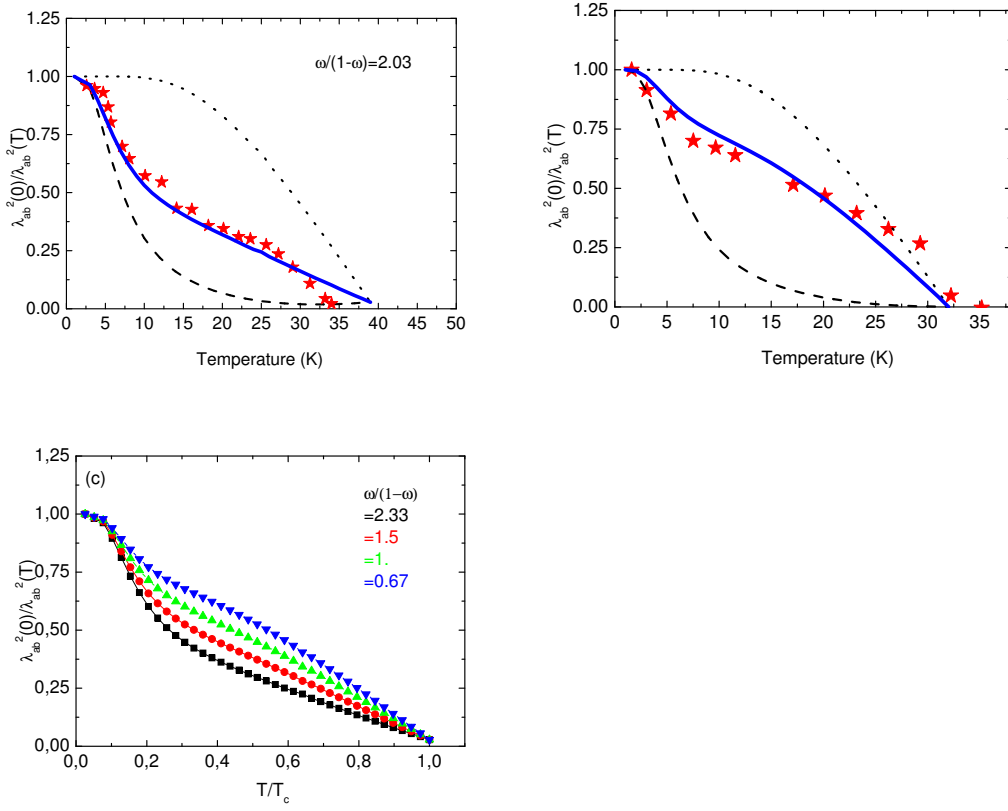 1.25
1.00
0.75
0.50
0.25
0.00
λab²(0)/λab²(T)
ω/(1-ω)=2.03
0 5 10 15 20 25 30 35 40 45 50
Temperature (K)
1.25
1.00
0.75
0.50
0.25
0.00
λab²(0)/λab²(T)
0 5 10 15 20 25 30 35
Temperature (K)
1,25
1,00
0,75
0,50
0,25
0,00
λab²(0)/λab²(T)
(c)
ω/(1−ω)
=2.33
=1.5
=1.
=0.67
0,0 0,2 0,4 0,6 0,8 1,0
T/Tc